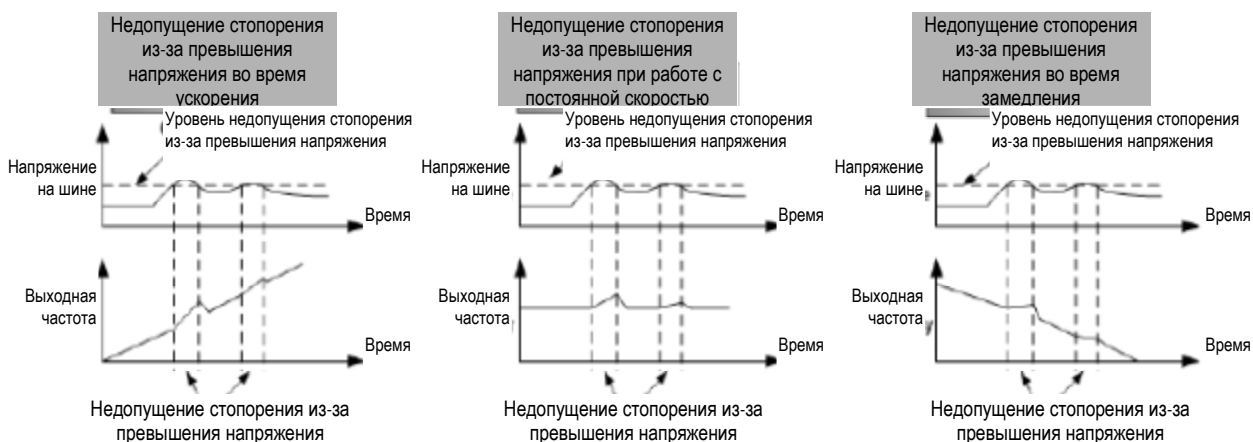 Недопущение стопорения
из-за превышения
напряжения во время
ускорения
Уровень недопущения стопорения
из-за превышения напряжения
Напряжение
на шине
Время
Выходная
частота
Время
Недопущение стопорения из-за
превышения напряжения
Недопущение стопорения
из-за превышения
напряжения при работе с
постоянной скоростью
Уровень недопущения стопорения
из-за превышения напряжения
Напряжение
на шине
Время
Выходная
частота
Время
Недопущение стопорения из-за
превышения напряжения
Недопущение стопорения
из-за превышения
напряжения во время
замедления
Уровень недопущения стопорения
из-за превышения напряжения
Напряжение
на шине
Время
Выходная
частота
Время
Недопущение стопорения из-за
превышения напряжения